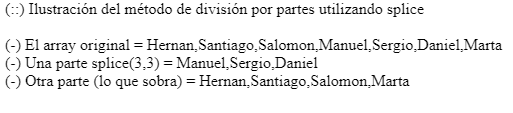 (::) Ilustración del método de división por partes utilizando splice
(-) El array original = Hernan,Santiago,Salomon,Manuel,Sergio,Daniel,Marta
(-) Una parte splice(3,3) = Manuel,Sergio,Daniel
(-) Otra parte (lo que sobra) = Hernan,Santiago,Salomon,Marta